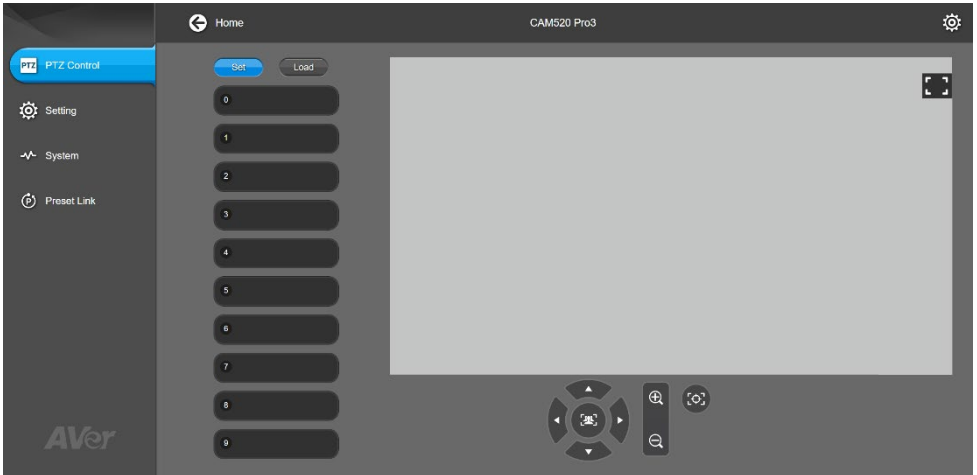 Home
CAM520 Pro3
PTZ PTZ Control
Setting
System
P Preset Link
Set
Load
0
1
2
3
4
5
6
7
8
9
AVer